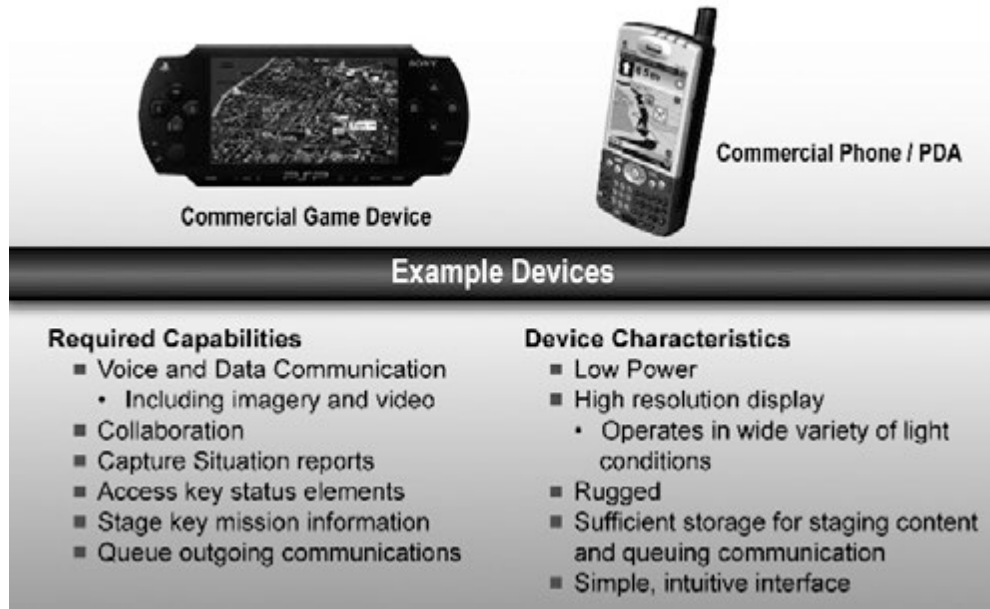 SONY
PSP
Commercial Game Device
Commercial Phone / PDA
Example Devices
Required Capabilities
■ Voice and Data Communication
• Including imagery and video
■ Collaboration
■ Capture Situation reports
■ Access key status elements
■ Stage key mission information
■ Queue outgoing communications
Device Characteristics
■ Low Power
■ High resolution display
• Operates in wide variety of light
conditions
■ Rugged
■ Sufficient storage for staging content
and queuing communication
■ Simple, intuitive interface